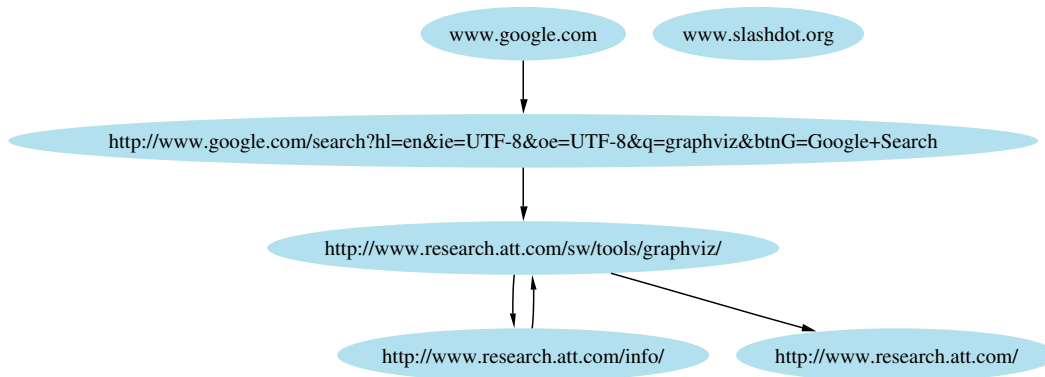 www.google.com
www.slashdot.org
http://www.google.com/search?hl=en&ie=UTF-8&oe=UTF-8&q=graphviz&btnG=Google+Search
http://www.research.att.com/sw/tools/graphviz/
http://www.research.att.com/info/
http://www.research.att.com/